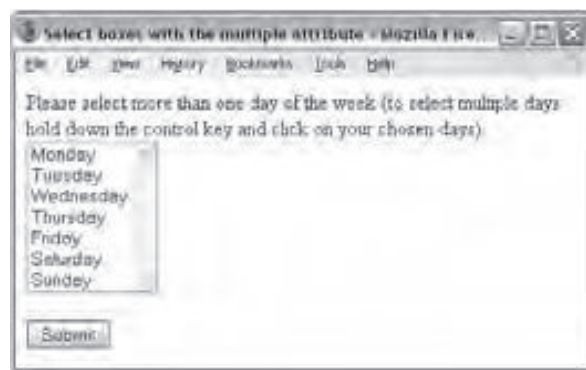 Select boxes with the multiple attribute - Mozilla Fire...
File Edit View History Bookmarks Tools Help
Please select more than one day of the week (to select multiple days
hold down the control key and click on your chosen days)
Monday
Tuesday
Wednesday
Thursday
Friday
Saturday
Sunday
Submit